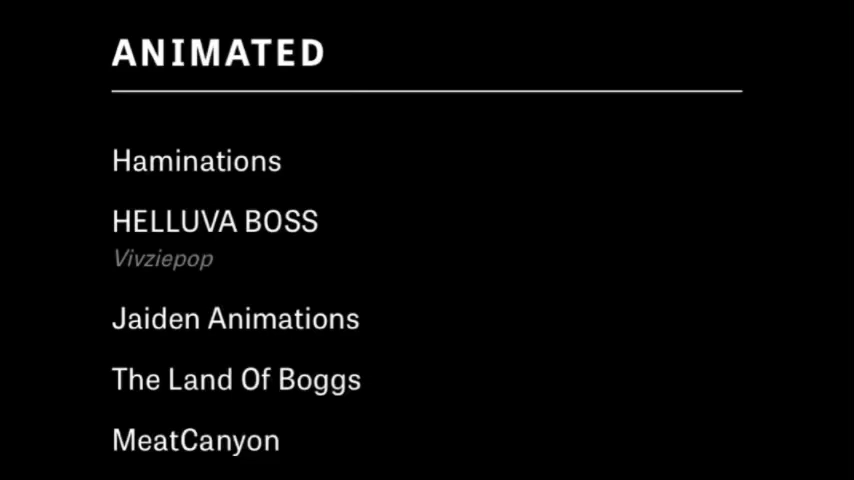 ANIMATED
Haminations
HELLUVA BOSS
Vivziepop
Jaiden Animations
The Land Of Boggs
MeatCanyon